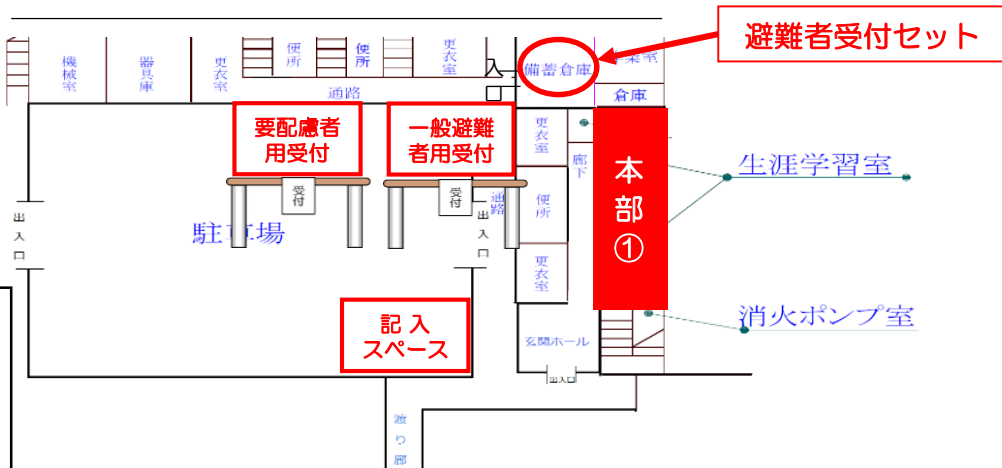 避難者受付セット
機械室
器具庫
更衣室
便所
便所
更衣室
入口
備蓄倉庫
倉庫
通路
要配慮者
用受付
一般避難
者用受付
受付
受付
更衣室
廊下
本部①
生涯学習室
出入口
駐車場
通路
出入口
便所
更衣室
記入
スペース
消火ポンプ室
玄関ホール
出入口
渡り廊